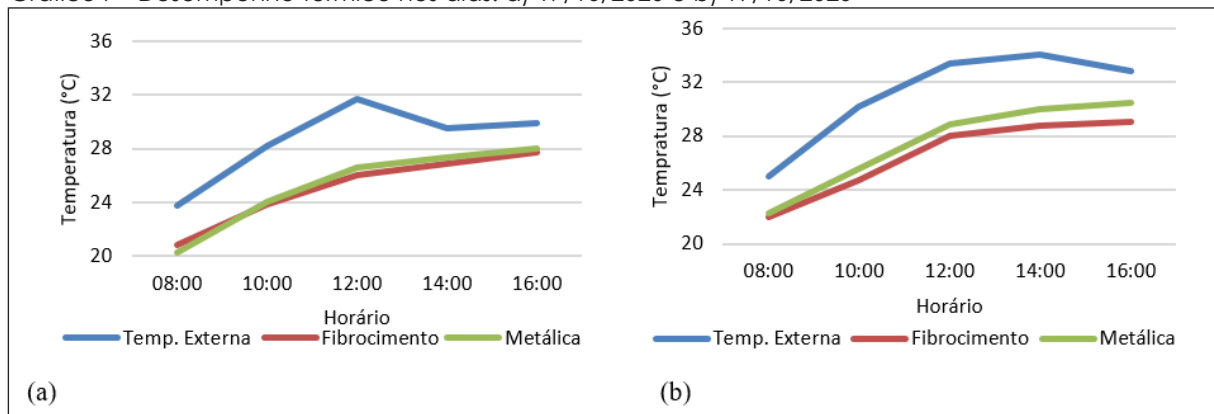 36
32
28
24
20
Temperatura (°C)
08:00 10:00 12:00 14:00 16:00
Horário
Temp. Externa Fibrocimento Metálica
(a)
36
32
28
24
20
Tempratura (°C)
08:00 10:00 12:00 14:00 16:00
Horário
Temp. Externa Fibrocimento Metálica
(b)